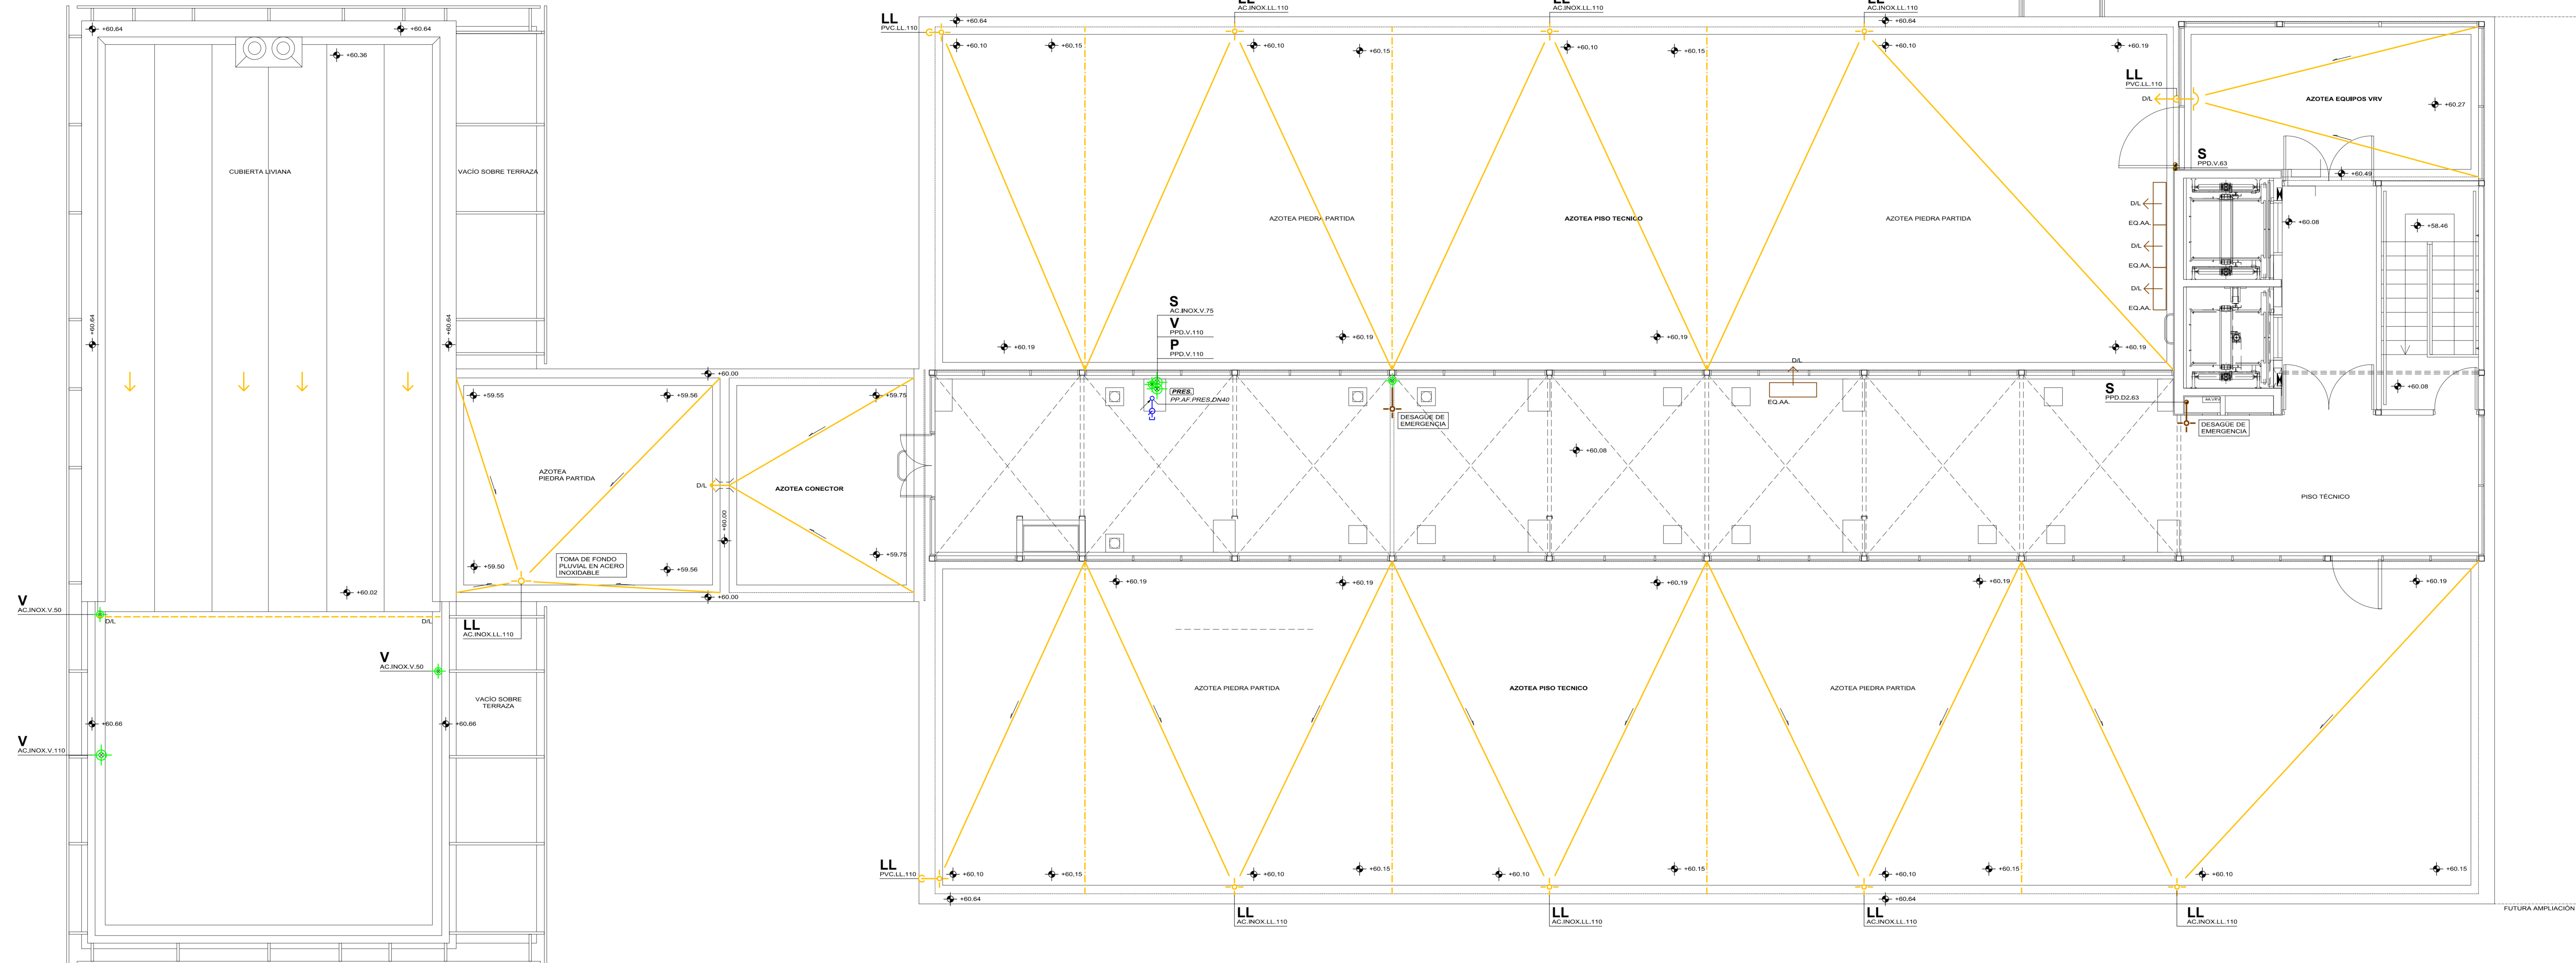 LL
AC.INOX.LL.110
LL
AC.INOX.LL.110
LL
AC.INOX.LL.110
LL
PVC.LL.110
+60.64
+60.64
+60.64
+60.64
+60.36
+60.10
+60.15
+60.10
+60.15
+60.10
+60.15
+60.10
+60.19
LL
PVC.LL.110
D/L
AZOTEA EQUIPOS VRV
+60.27
S
PPD.V.63
+60.49
CUBIERTA LIVIANA
VACÍO SOBRE TERRAZA
AZOTEA PIEDRA PARTIDA
AZOTEA PISO TECNICO
AZOTEA PIEDRA PARTIDA
D/L
EQ.AA.
D/L
EQ.AA.
D/L
EQ.AA.
+60.08
+58.46
S
AC.INOX.V.75
V
PPD.V.110
P
PPD.V.110
+60.64
+60.64
+60.19
+60.19
+60.19
+60.19
D/L
EQ.AA.
+60.00
+59.55
+59.56
+59.75
PRES.
PP.AF.PRES.DN40
DESAGÜE DE
EMERGENCIA
S
PPD.D2.63
+60.08
DESAGÜE DE
EMERGENCIA
+60.08
AZOTEA
PIEDRA PARTIDA
D/L
AZOTEA CONECTOR
PISO TÉCNICO
+60.00
+59.50
TOMA DE FONDO
PLUVIAL EN ACERO
INOXIDABLE
+59.56
+59.75
+60.02
+60.00
+60.19
+60.19
+60.19
+60.19
+60.19
V
AC.INOX.V.50
D/L
D/L
LL
AC.INOX.LL.110
V
AC.INOX.V.50
VACÍO SOBRE
TERRAZA
AZOTEA PIEDRA PARTIDA
AZOTEA PISO TECNICO
AZOTEA PIEDRA PARTIDA
+60.66
+60.66
V
AC.INOX.V.110
LL
PVC.LL.110
+60.10
+60.15
+60.10
+60.15
+60.10
+60.15
+60.10
+60.15
+60.10
+60.15
+60.64
+60.64
LL
AC.INOX.LL.110
LL
AC.INOX.LL.110
LL
AC.INOX.LL.110
LL
AC.INOX.LL.110
FUTURA AMPLIACIÓN